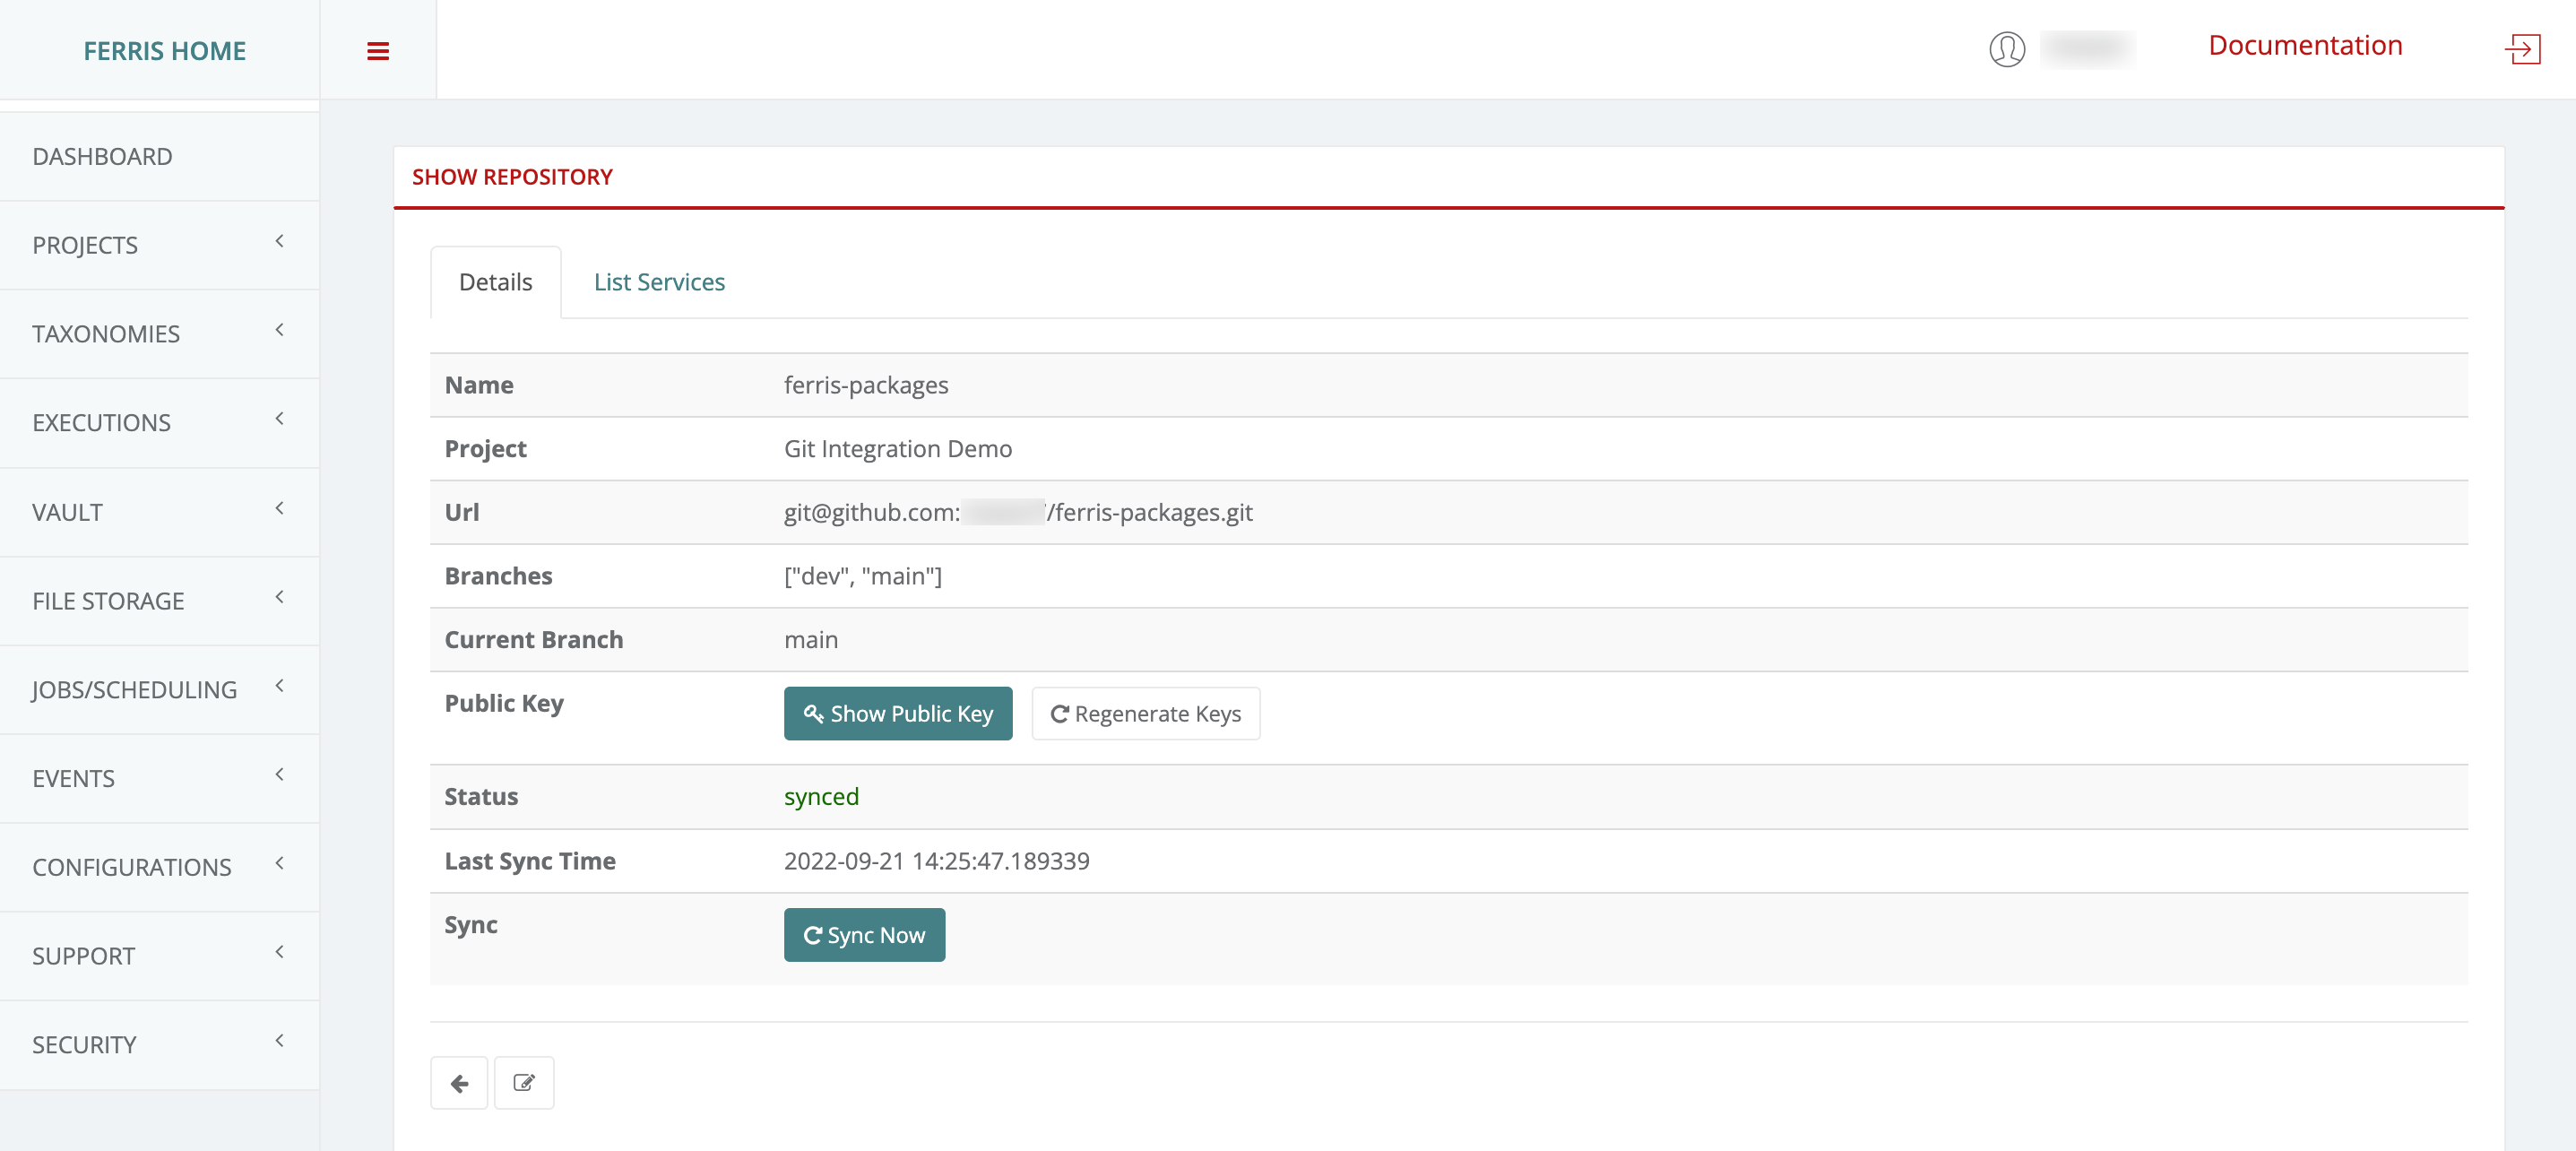 FERRIS HOME
Documentation
DASHBOARD
PROJECTS
TAXONOMIES
EXECUTIONS
VAULT
FILE STORAGE
JOBS/SCHEDULING
EVENTS
CONFIGURATIONS
SUPPORT
SECURITY
SHOW REPOSITORY
Details List Services
Name ferris-packages
Project Git Integration Demo
Url git@github.com: /ferris-packages.git
Branches ["dev", "main"]
Current Branch main
Public Key Show Public Key Regenerate Keys
Status synced
Last Sync Time 2022-09-21 14:25:47.189339
Sync Sync Now